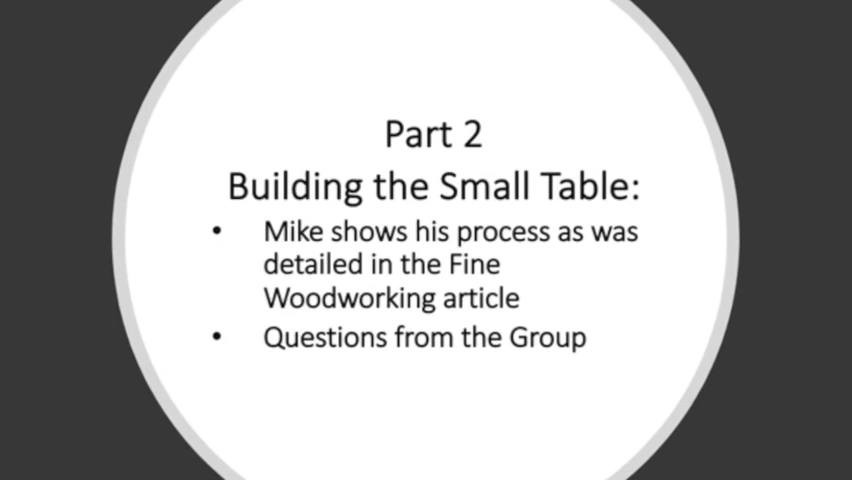 Part 2
Building the Small Table:
• Mike shows his process as was
detailed in the Fine
Woodworking article
• Questions from the Group